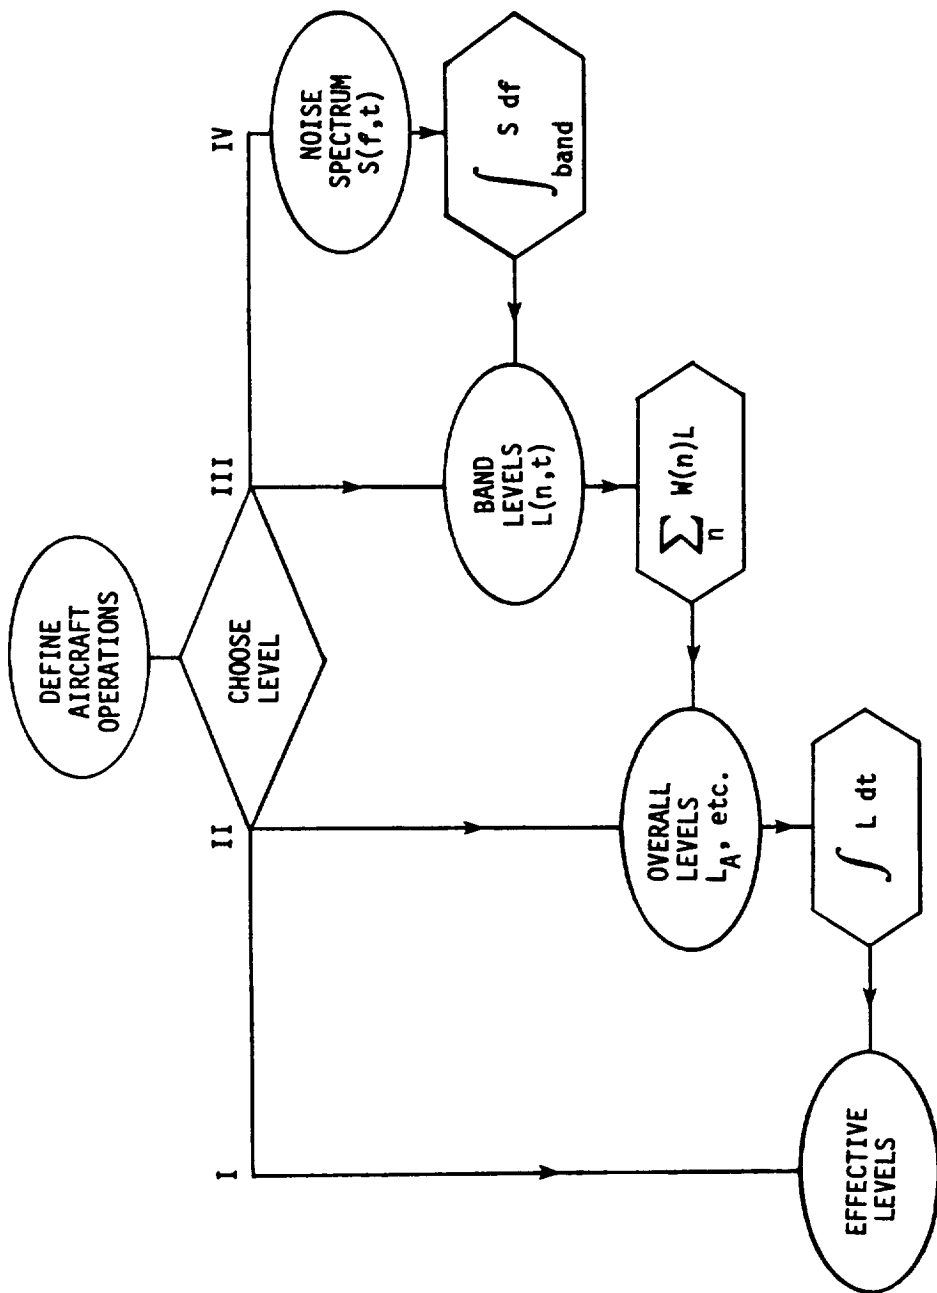 DEFINE
AIRCRAFT
OPERATIONS
CHOOSE
LEVEL
I
II
III
IV
NOISE
SPECTRUM
S(f,t)
∫ S df
band
BAND
LEVELS
L(n,t)
∑ W(n)L
n
OVERALL
LEVELS
L_A, etc.
∫ L dt
EFFECTIVE
LEVELS